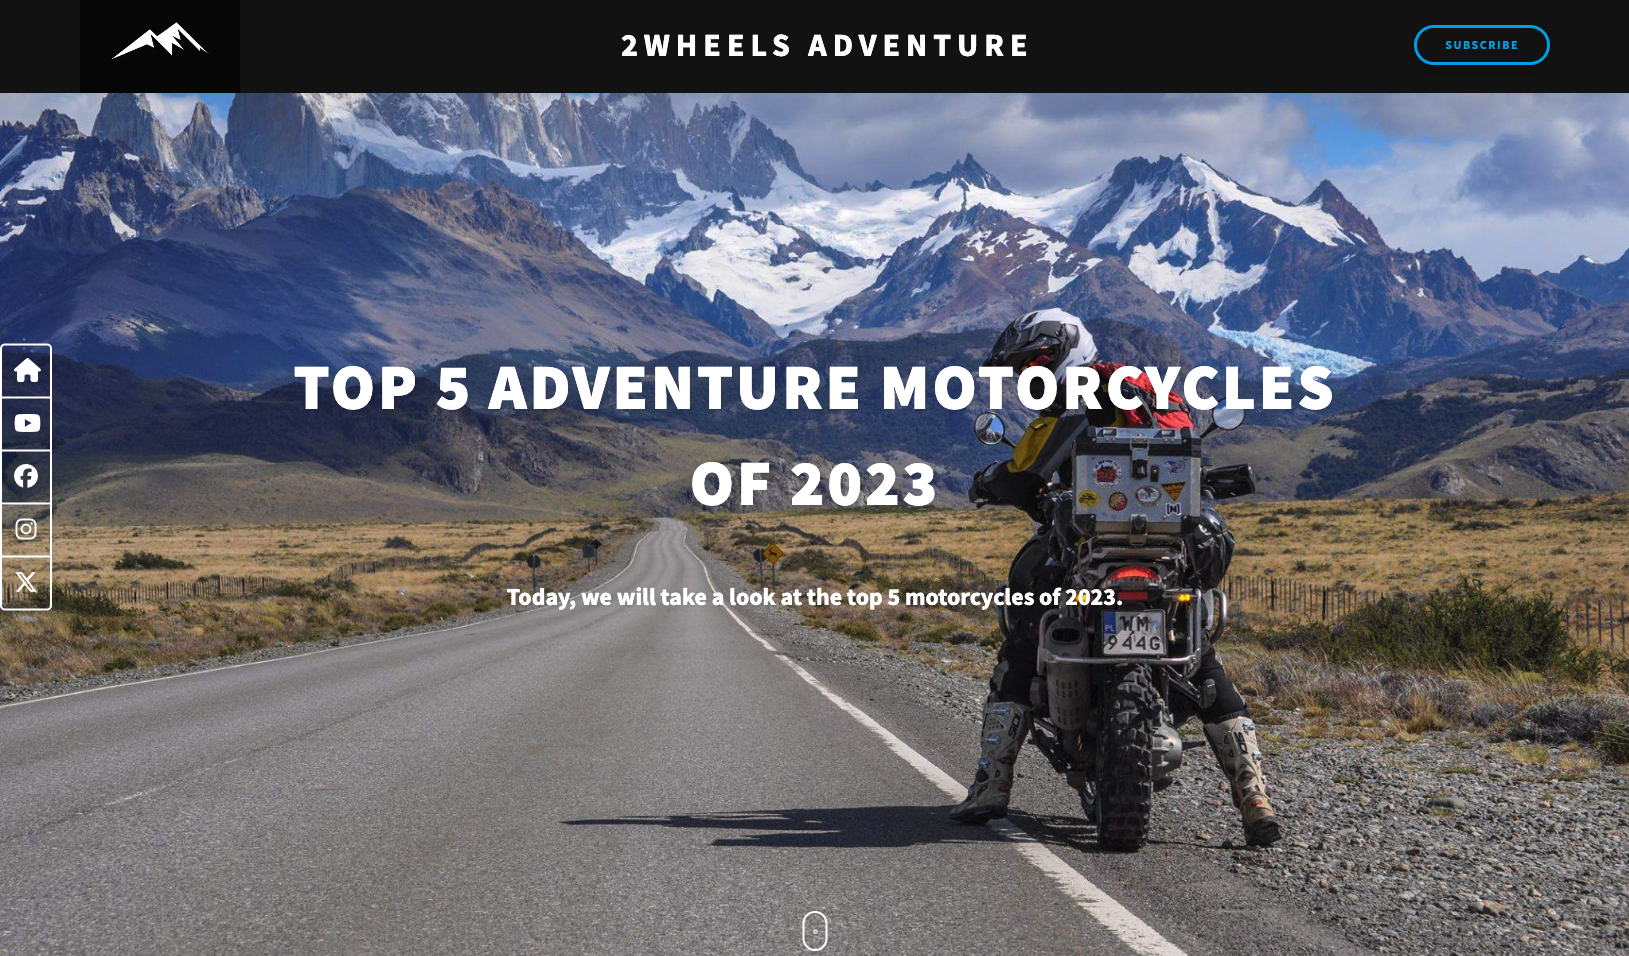 2WHEELS ADVENTURE
SUBSCRIBE
TOP 5 ADVENTURE MOTORCYCLES
OF 2023
Today, we will take a look at the top 5 motorcycles of 2023.
PL WM
944G